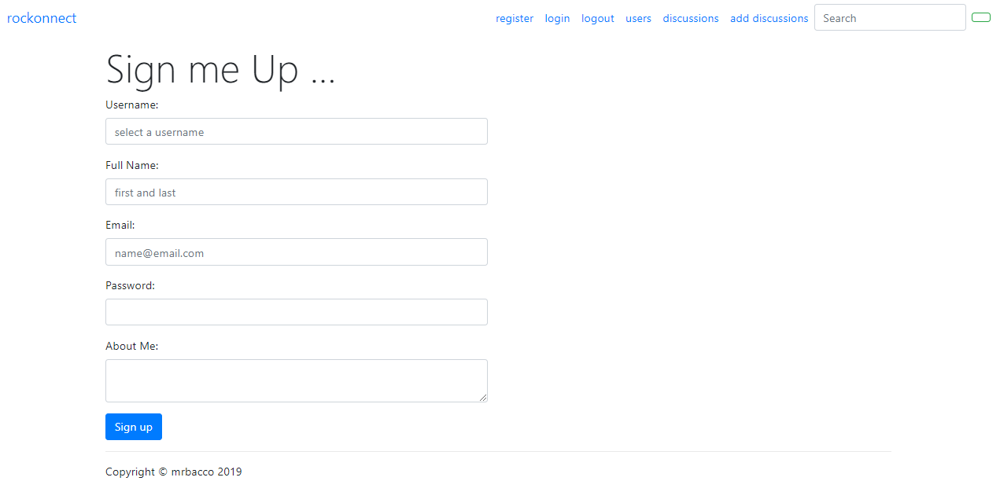 rockonnect register login logout users discussions add discussions Search
Sign me Up ...
Username:
select a username
Full Name:
first and last
Email:
name@email.com
Password:
About Me:
Sign up
Copyright © mrbacco 2019